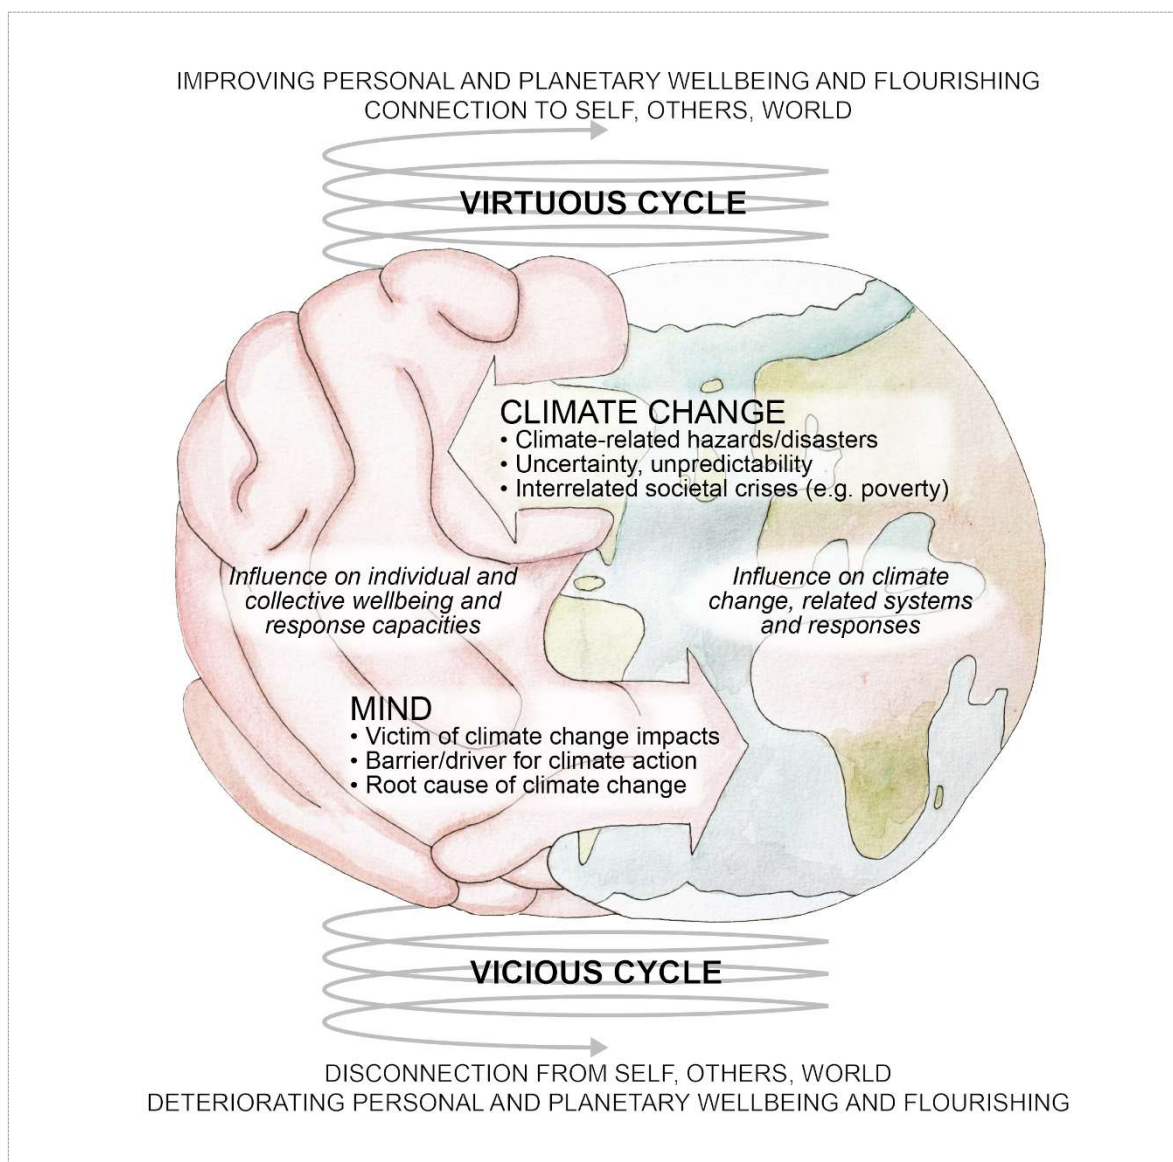 IMPROVING PERSONAL AND PLANETARY WELLBEING AND FLOURISHING
CONNECTION TO SELF, OTHERS, WORLD
VIRTUOUS CYCLE
CLIMATE CHANGE
• Climate-related hazards/disasters
• Uncertainty, unpredictability
• Interrelated societal crises (e.g. poverty)
Influence on individual and
collective wellbeing and
response capacities
Influence on climate
change, related systems
and responses
MIND
• Victim of climate change impacts
• Barrier/driver for climate action
• Root cause of climate change
VICIOUS CYCLE
DISCONNECTION FROM SELF, OTHERS, WORLD
DETERIORATING PERSONAL AND PLANETARY WELLBEING AND FLOURISHING